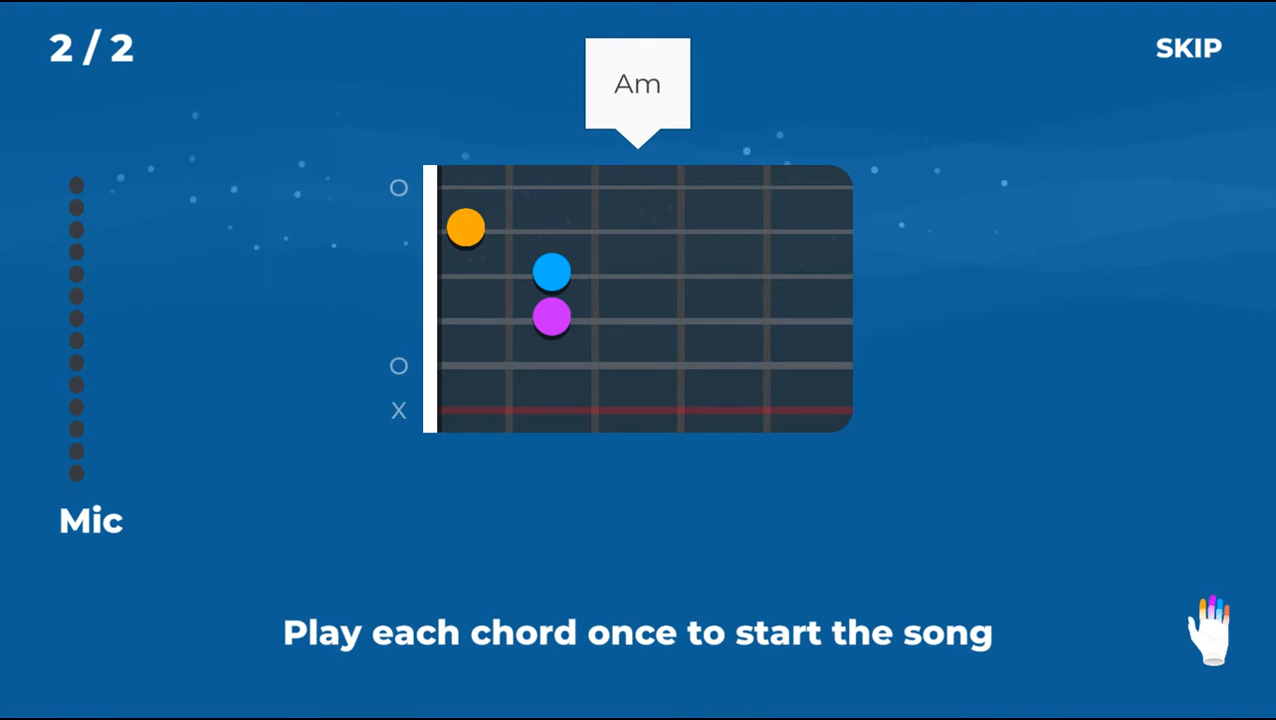 2 / 2
SKIP
Am
O
O
X
Mic
Play each chord once to start the song